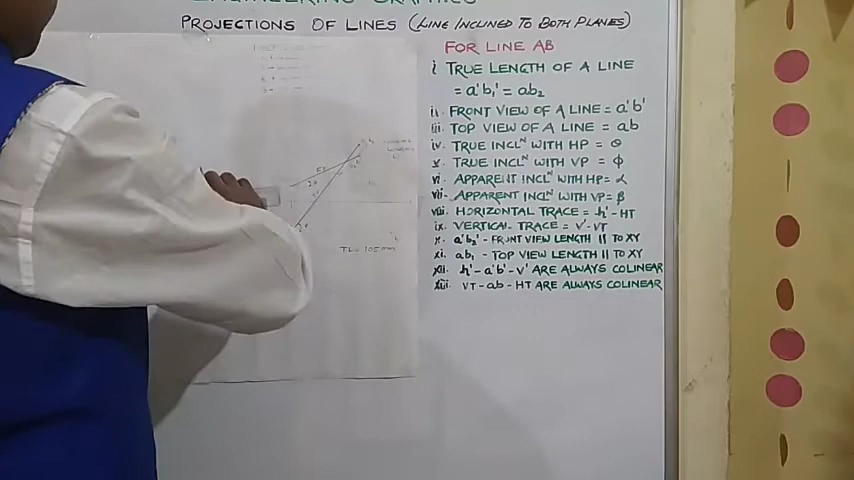 ENGINEERING GRAPHICS
PROJECTIONS OF LINES (LINE INCLINED TO BOTH PLANES)
FOR LINE AB
i TRUE LENGTH OF A LINE
= a'b₁' = ab₂
ii. FRONT VIEW OF A LINE = a'b'
iii. TOP VIEW OF A LINE = ab
iv. TRUE INCLᴺ WITH HP = θ
v. TRUE INCLᴺ WITH VP = ϕ
vi. APPARENT INCLᴺ WITH HP = α
vii. APPARENT INCLᴺ WITH VP = β
viii. HORIZONTAL TRACE = h'-HT
ix. VERTICAL TRACE = V'-VT
x. a'b₂' - FRONT VIEW LENGTH || TO XY
xi. ab₁ - TOP VIEW LENGTH || TO XY
xii. h'-a'b'-v' ARE ALWAYS COLINEAR
xiii. VT-ab-HT ARE ALWAYS COLINEAR
TL = 105mm